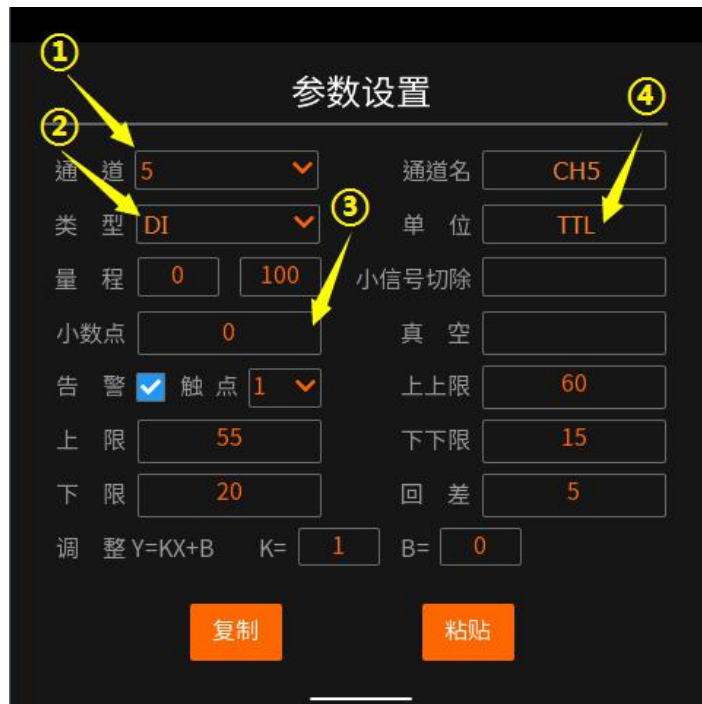 ①
参数设置
④
②
通 道 5 通道名 CH5
③
类 型 DI 单 位 TTL
量 程 0 100 小信号切除
小数点 0 真 空
告 警 触 点 1 上上限 60
上 限 55 下下限 15
下 限 20 回 差 5
调 整 Y=KX+B K= 1 B= 0
复制 粘贴